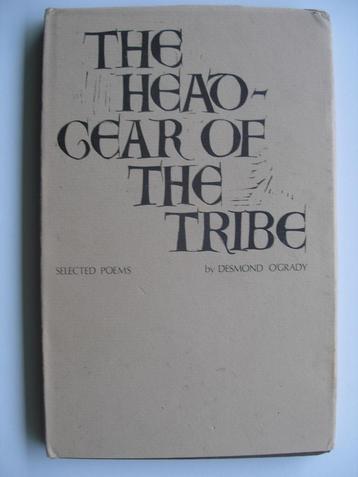 THE
HEAD-
GEAR OF
THE
TRIBE
SELECTED POEMS by DESMOND O'GRADY